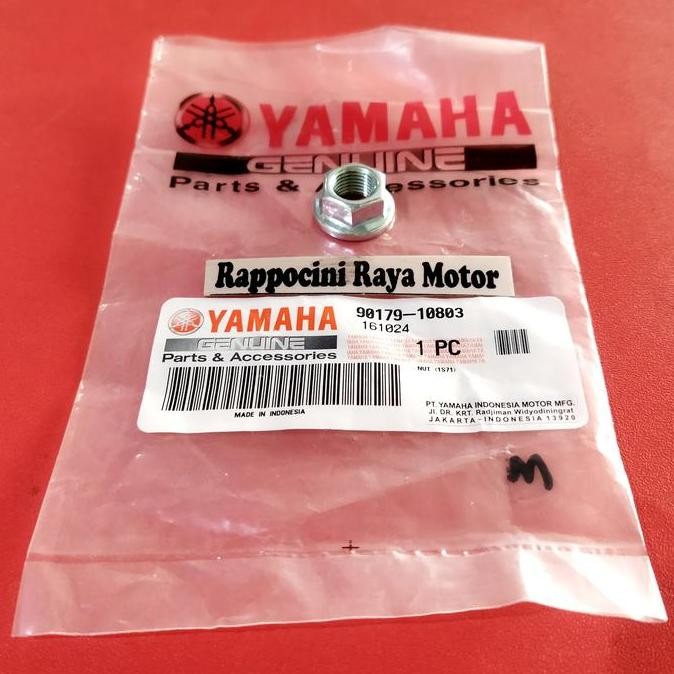 YAMAHA
GENUINE
Parts & Accessories
Rappocini Raya Motor
YAMAHA
GENUINE
Parts & Accessories
90179-10803
161024
1 PC
NUT (1S71)
MADE IN INDONESIA
PT. YAMAHA INDONESIA MOTOR MFG.
Jl. DR. KRT. Radjiman Widyodiningrat
JAKARTA-INDONESIA 13920
M